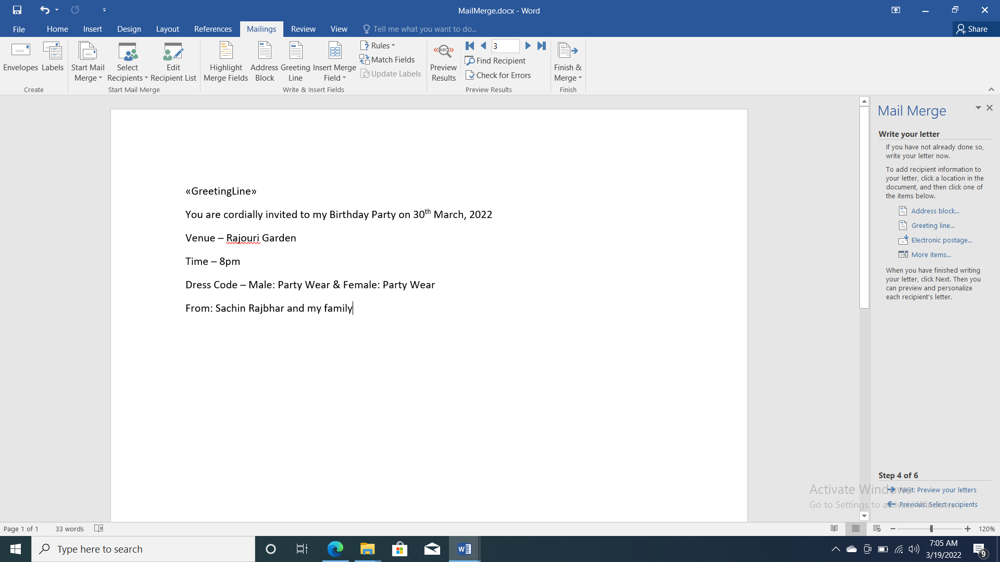 MailMerge.docx - Word
File Home Insert Design Layout References Mailings Review View Tell me what you want to do... Share
Envelopes Labels
Create
Start Mail Merge Select Recipients Edit Recipient List
Start Mail Merge
Highlight Merge Fields Address Block Greeting Line Insert Merge Field
Rules
Match Fields
Update Labels
Write & Insert Fields
«ABC» Preview Results
3
Find Recipient
Check for Errors
Preview Results
Finish & Merge
Finish
«GreetingLine»
You are cordially invited to my Birthday Party on 30th March, 2022
Venue – Rajouri Garden
Time – 8pm
Dress Code – Male: Party Wear & Female: Party Wear
From: Sachin Rajbhar and my family
Mail Merge
Write your letter
If you have not already done so,
write your letter now.
To add recipient information to
your letter, click a location in the
document, and then click one of
the items below.
Address block...
Greeting line...
Electronic postage...
More items...
When you have finished writing
your letter, click Next. Then you
can preview and personalize
each recipient's letter.
Step 4 of 6
Next: Preview your letters
Previous: Select recipients
Activate Windows
Go to Settings to activate Windows.
Page 1 of 1 33 words 120%
Type here to search
W
7:05 AM
3/19/2022
9